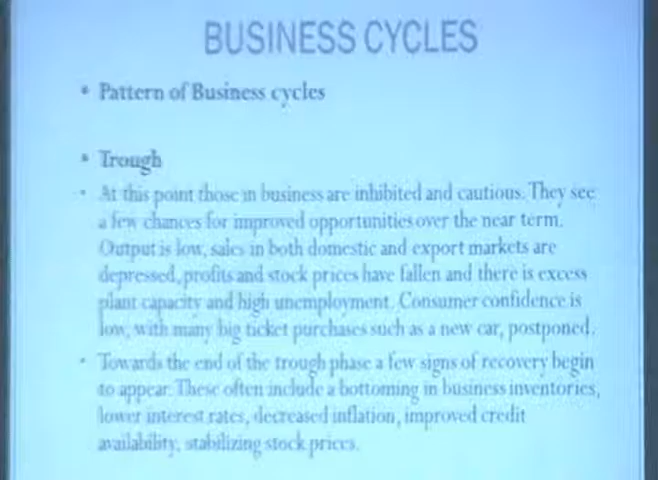 BUSINESS CYCLES
• Pattern of Business cycles
• Trough
• At this point those in business are inhibited and cautious. They see
a few chances for improved opportunities over the near term.
Output is low, sales in both domestic and export markets are
depressed, profits and stock prices have fallen and there is excess
plant capacity and high unemployment. Consumer confidence is
low, with many big ticket purchases such as a new car, postponed.
• Towards the end of the trough phase a few signs of recovery begin
to appear. These often include a bottoming in business inventories,
lower interest rates, decreased inflation, improved credit
availability, stabilizing stock prices.